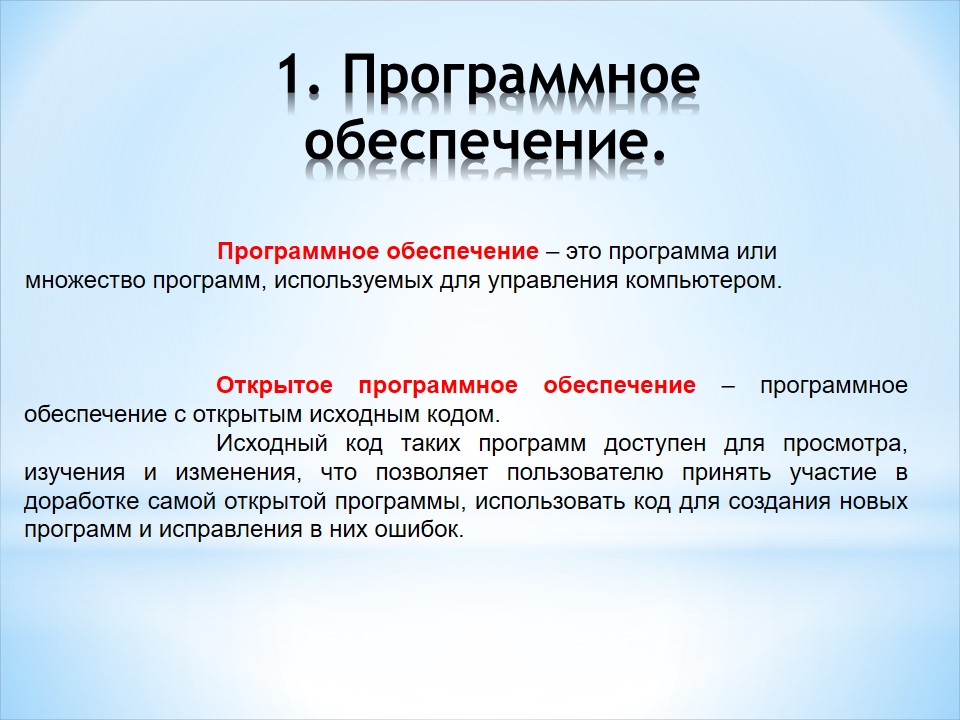 1. Программное
обеспечение.
Программное обеспечение – это программа или
множество программ, используемых для управления компьютером.
Открытое программное обеспечение – программное
обеспечение с открытым исходным кодом.
Исходный код таких программ доступен для просмотра,
изучения и изменения, что позволяет пользователю принять участие в
доработке самой открытой программы, использовать код для создания новых
программ и исправления в них ошибок.